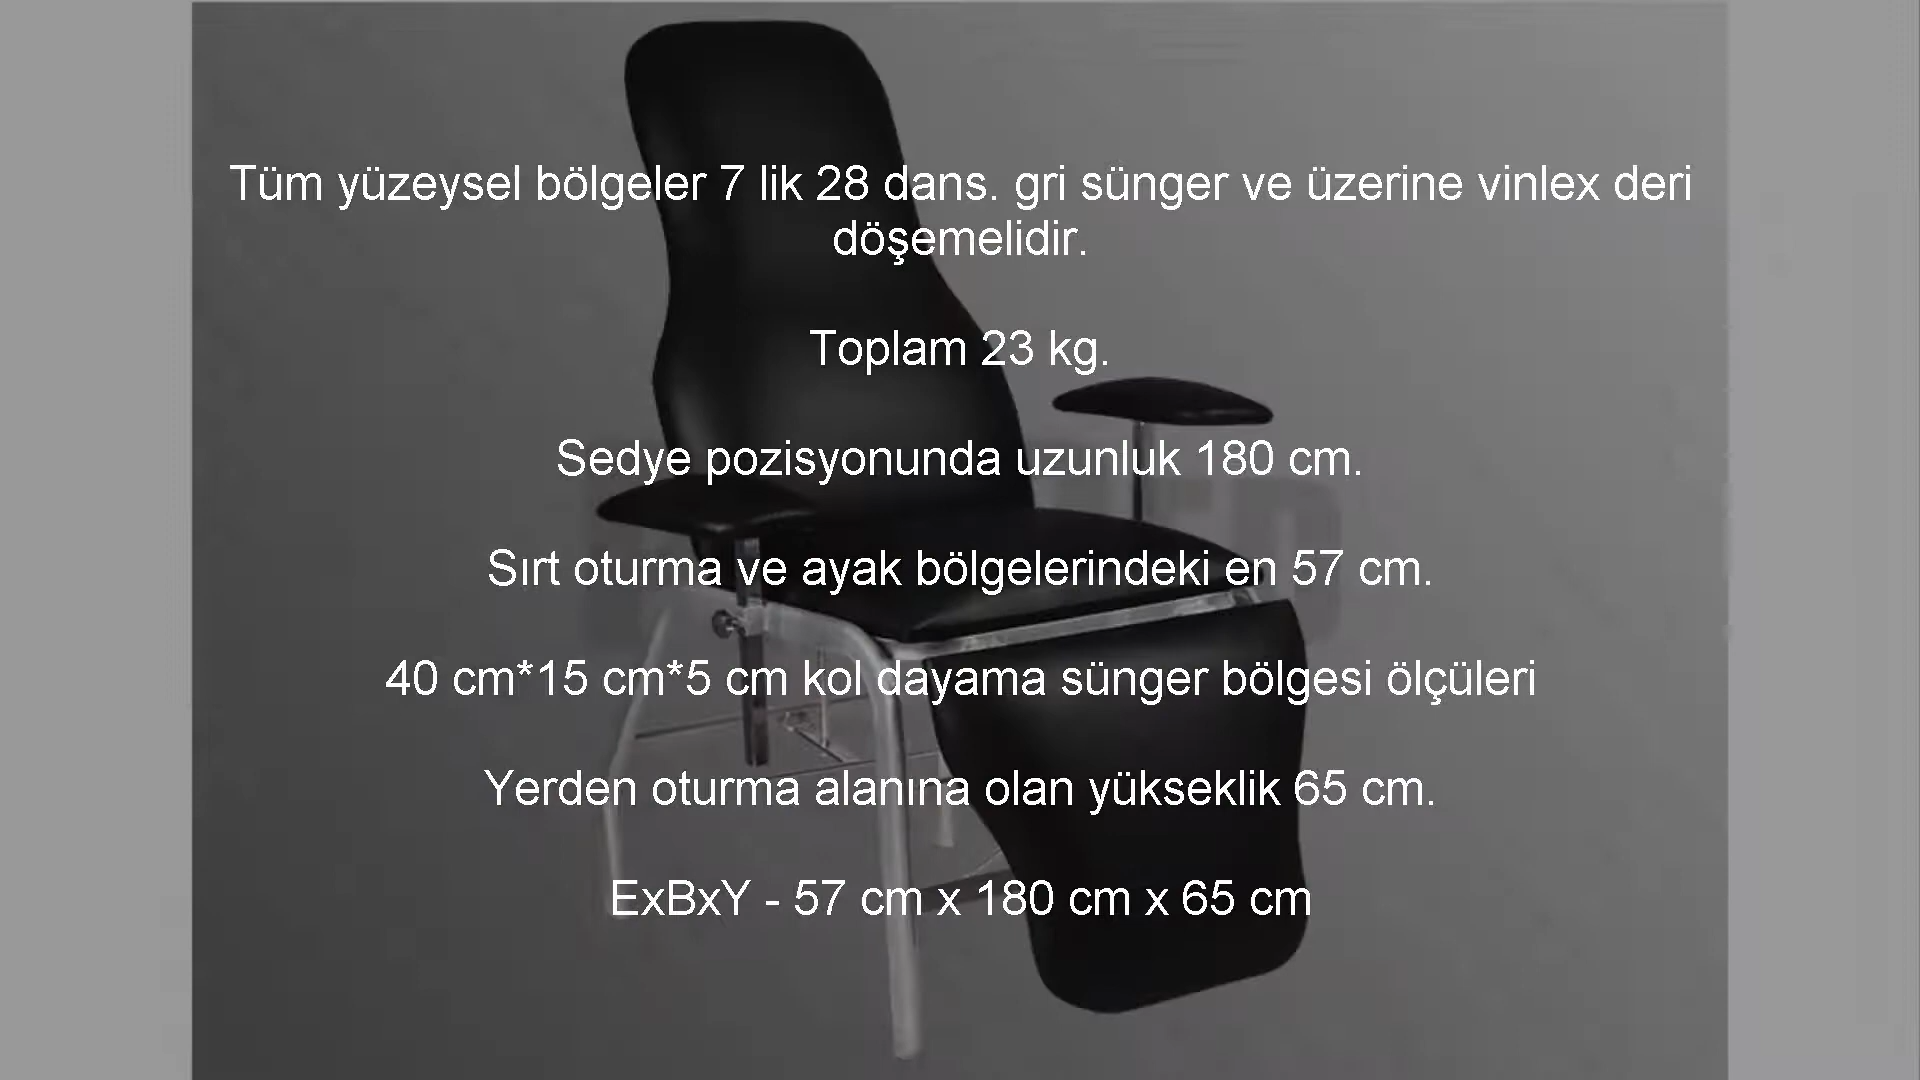 Tüm yüzeysel bölgeler 7 lik 28 dans. gri sünger ve üzerine vinlex deri
döşemelidir.
Toplam 23 kg.
Sedye pozisyonunda uzunluk 180 cm.
Sırt oturma ve ayak bölgelerindeki en 57 cm.
40 cm*15 cm*5 cm kol dayama sünger bölgesi ölçüleri
Yerden oturma alanına olan yükseklik 65 cm.
ExBxY - 57 cm x 180 cm x 65 cm